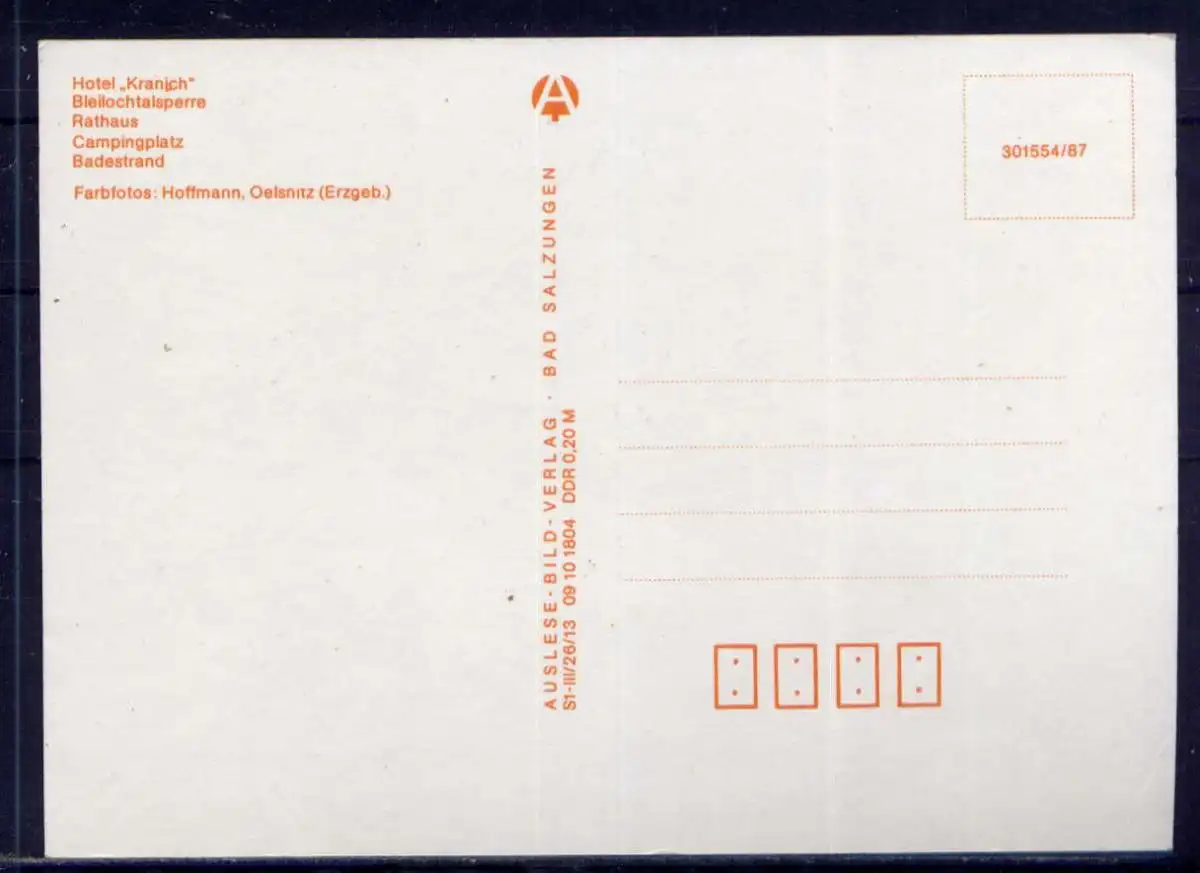 Hotel „Kranich“
Bleilochtalsperre
Rathaus
Campingplatz
Badestrand
Farbfotos: Hoffmann, Oelsnitz (Erzgeb.)
A
AUSLESE-BILD-VERLAG · BAD SALZUNGEN
S1-III/26/13 09 10 1804 DDR 0,20 M
301554/87